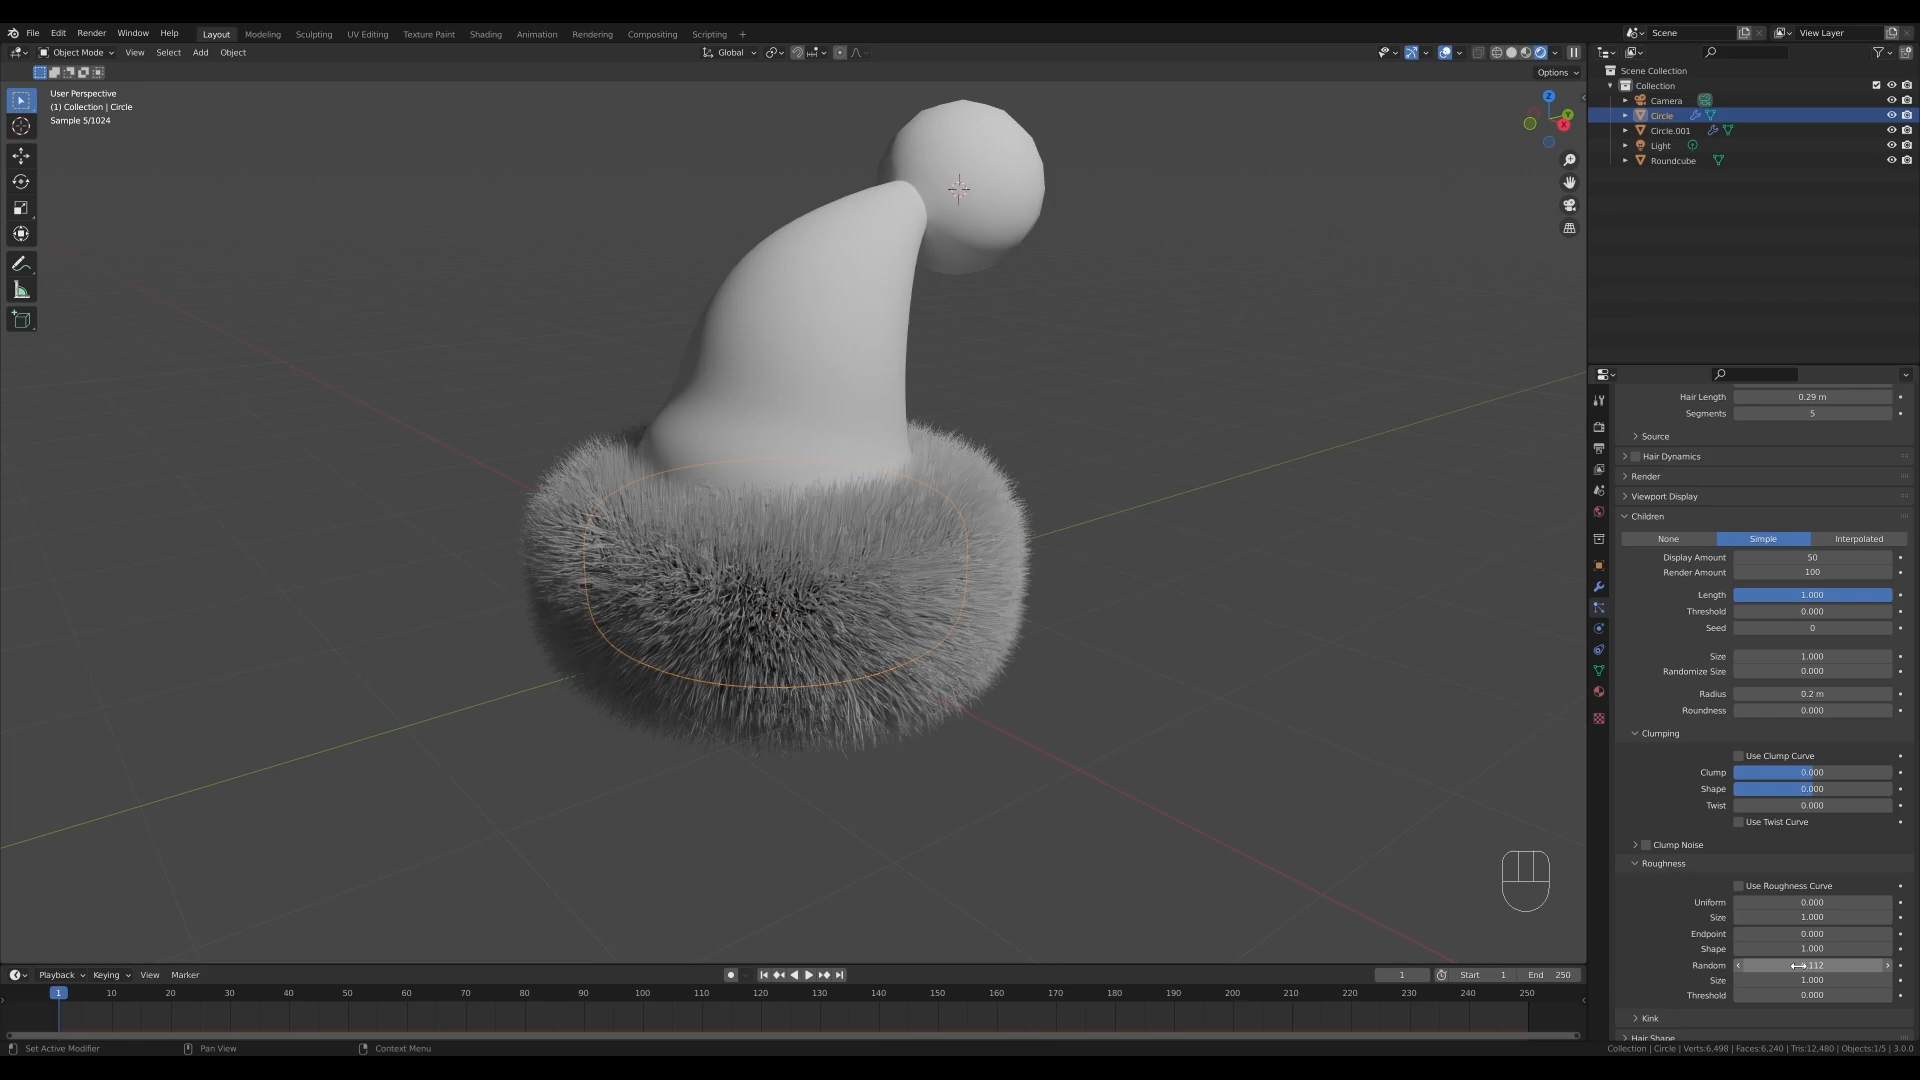 File Edit Render Window Help Layout Modeling Sculpting UV Editing Texture Paint Shading Animation Rendering Compositing Scripting + Scene View Layer
Object Mode View Select Add Object Global
Options
User Perspective
(1) Collection | Circle
Sample 5/1024
Z
Y
X
Scene Collection
Collection
Camera
Circle
Circle.001
Light
Roundcube
Hair Length 0.29 m
Segments 5
Source
Hair Dynamics
Render
Viewport Display
Children
None Simple Interpolated
Display Amount 50
Render Amount 100
Length 1.000
Threshold 0.000
Seed 0
Size 1.000
Randomize Size 0.000
Radius 0.2 m
Roundness 0.000
Clumping
Use Clump Curve
Clump 0.000
Shape 0.000
Twist 0.000
Use Twist Curve
Clump Noise
Roughness
Use Roughness Curve
Uniform 0.000
Size 1.000
Endpoint 0.000
Shape 1.000
Random
Size 1.000
Threshold 0.000
Kink
Hair Shape
Playback Keying View Marker 1 Start 1 End 250
1 10 20 30 40 50 60 70 80 90 100 110 120 130 140 150 160 170 180 190 200 210 220 230 240 250
Set Active Modifier Pan View Context Menu Collection | Circle | Verts:6,498 | Faces:6,240 | Tris:12,480 | Objects:1/5 | 3.0.0